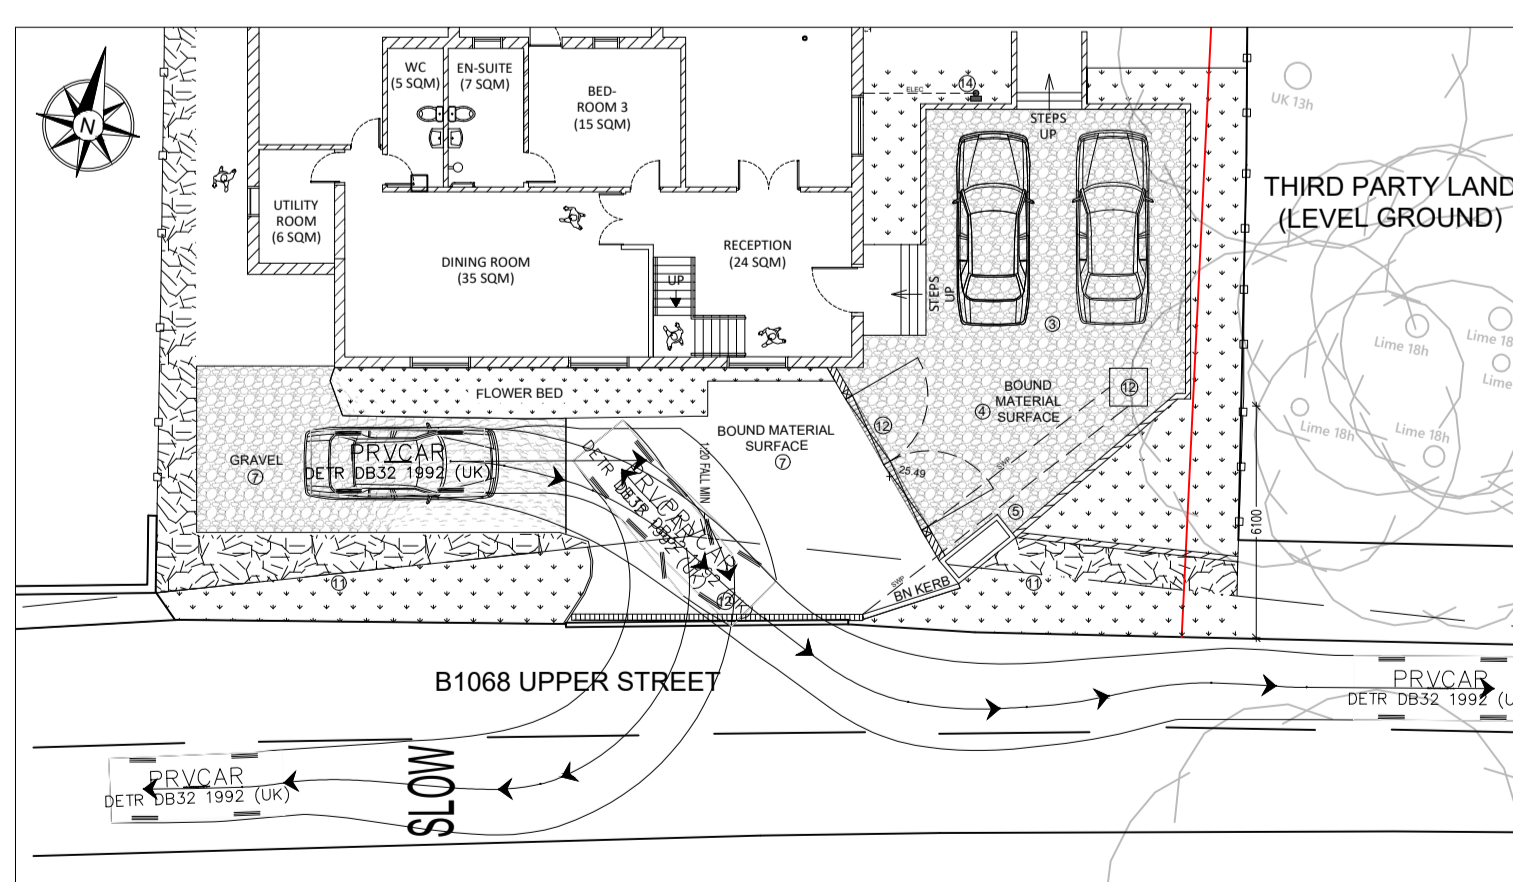 N
WC
(5 SQM)
EN-SUITE
(7 SQM)
BED-
ROOM 3
(15 SQM)
ELEC
14
STEPS
UP
UK 13h
THIRD PARTY LAND
(LEVEL GROUND)
UTILITY
ROOM
(6 SQM)
DINING ROOM
(35 SQM)
RECEPTION
(24 SQM)
UP
STEPS
UP
3
Lime 18h
Lime 18
Lime
Lime 18h
Lime 18h
FLOWER BED
BOUND
MATERIAL
SURFACE
4
12
12
BOUND MATERIAL
SURFACE
7
GRAVEL
7
PRVCAR
DETR DB32 1992 (UK)
1/20 FALL MIN
25.49
SWP
5
6100
11
12
SWP
BN KERB
11
B1068 UPPER STREET
PRVCAR
DETR DB32 1992 (U
SLOW
PRVCAR
DETR DB32 1992 (UK)